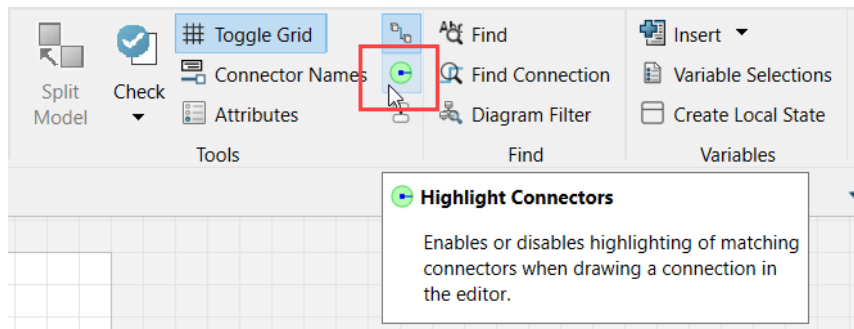 Split
Model
Check
Toggle Grid
Connector Names
Attributes
Tools
Abc Find
Find Connection
Diagram Filter
Find
Insert
Variable Selections
Create Local State
Variables
Highlight Connectors
Enables or disables highlighting of matching
connectors when drawing a connection in
the editor.